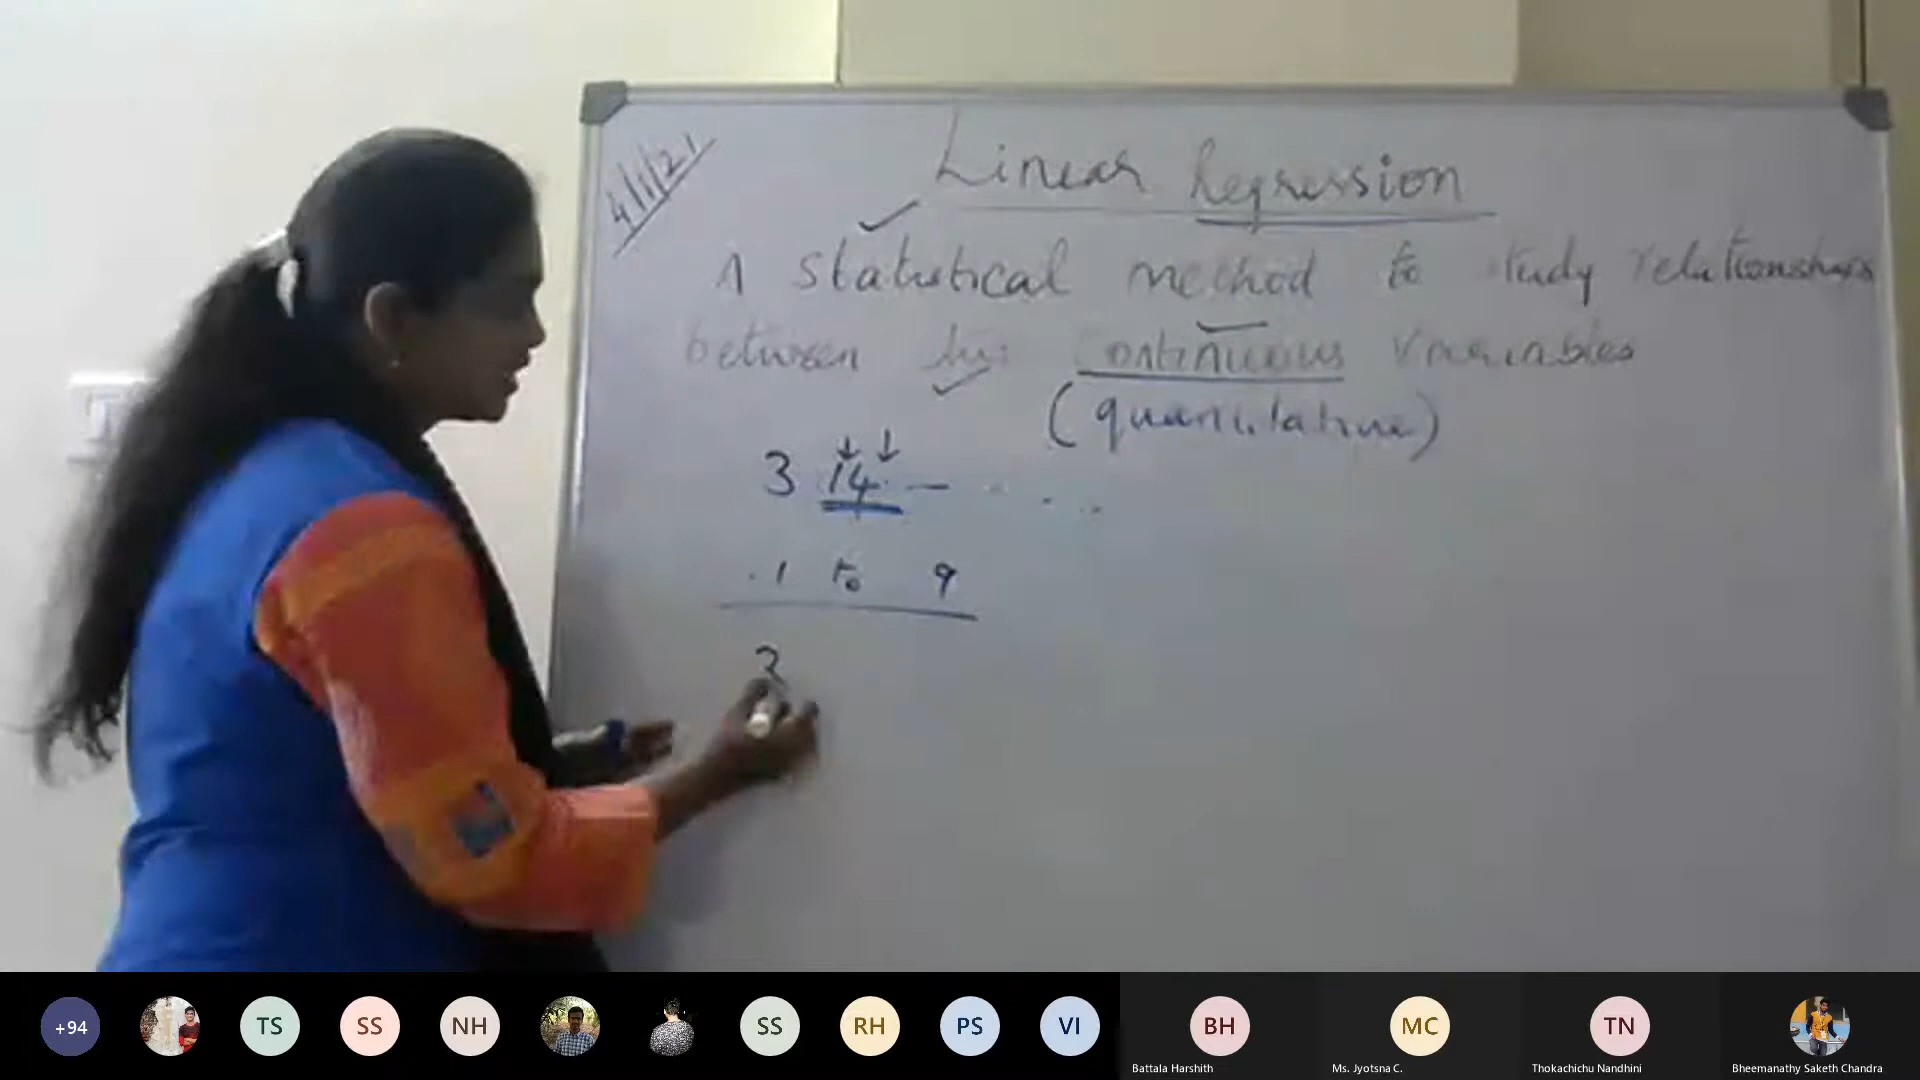 4/1/21
Linear Regression
A statistical method to study relationships
between two continuous variables
(quantitative)
3 14. — . . . .
.1 to 9
3
+94 TS SS NH SS RH PS VI BH MC TN
Battala Harshith Ms. Jyotsna C. Thokachichu Nandhini Bheemanathy Saketh Chandra